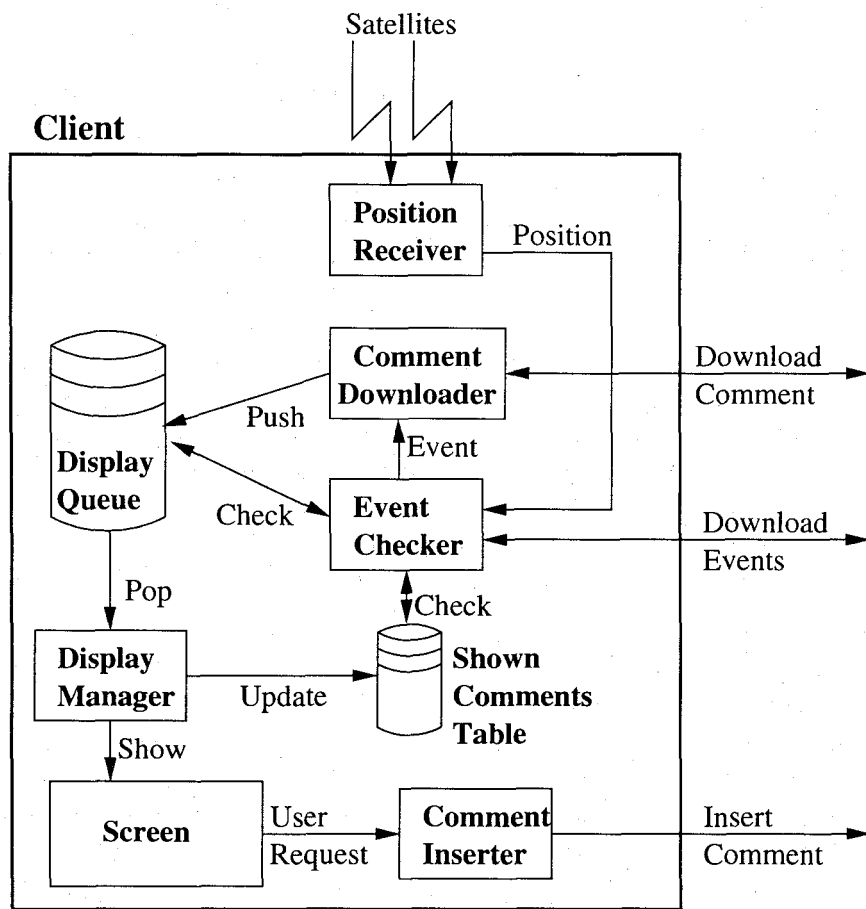 Satellites
Client
Position
Receiver
Position
Comment
Downloader
Download
Comment
Push
Event
Display
Queue
Check
Event
Checker
Download
Events
Pop
Check
Display
Manager
Update
Shown
Comments
Table
Show
Screen
User
Request
Comment
Inserter
Insert
Comment